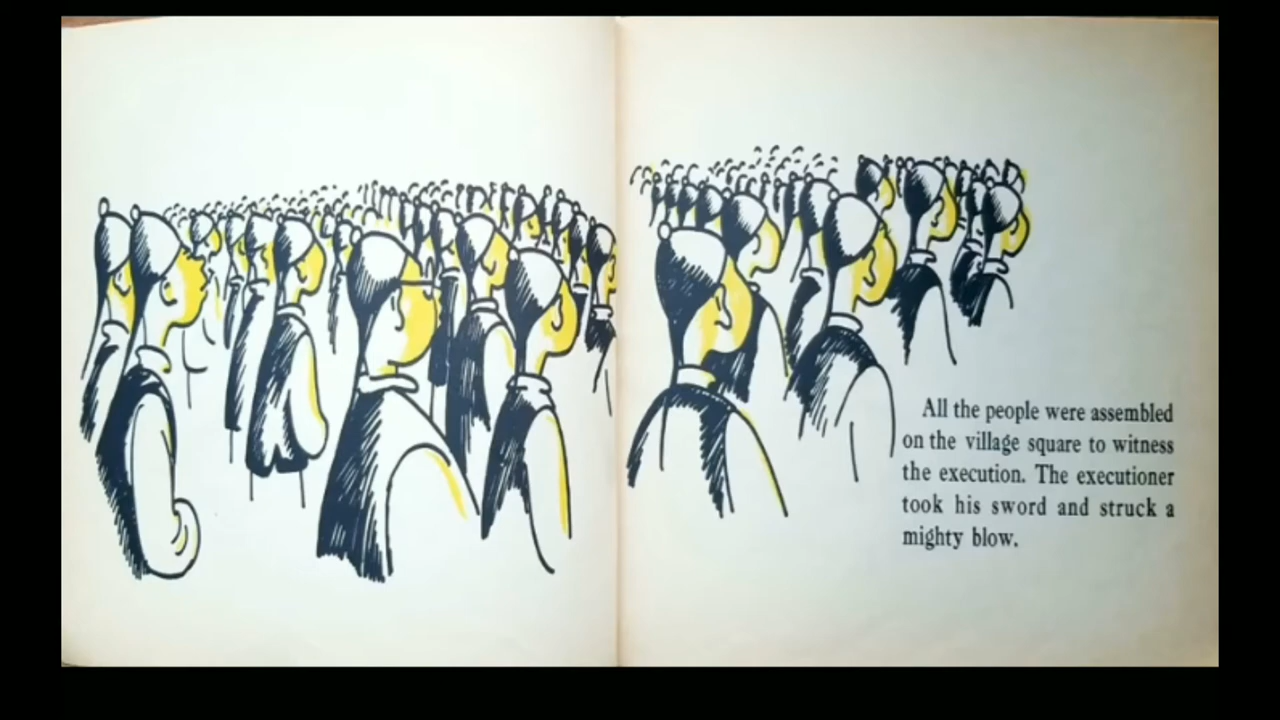 All the people were assembled
on the village square to witness
the execution. The executioner
took his sword and struck a
mighty blow.